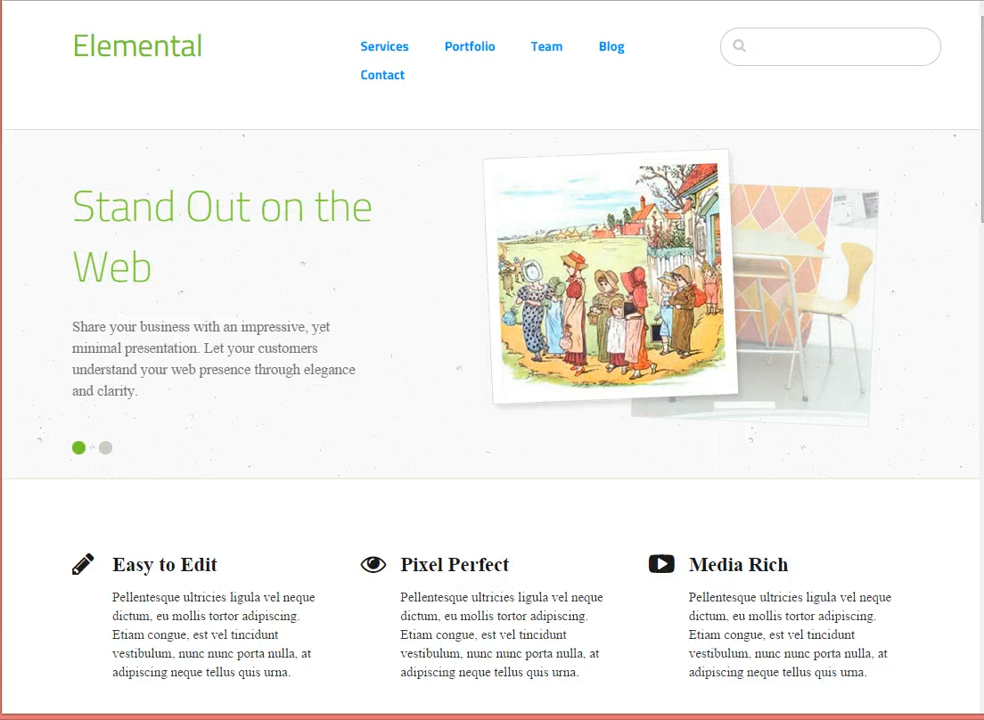 Elemental
Services Portfolio Team Blog
Contact
Stand Out on the
Web
Share your business with an impressive, yet
minimal presentation. Let your customers
understand your web presence through elegance
and clarity.
Easy to Edit
Pellentesque ultricies ligula vel neque
dictum, eu mollis tortor adipiscing.
Etiam congue, est vel tincidunt
vestibulum, nunc nunc porta nulla, at
adipiscing neque tellus quis urna.
Pixel Perfect
Pellentesque ultricies ligula vel neque
dictum, eu mollis tortor adipiscing.
Etiam congue, est vel tincidunt
vestibulum, nunc nunc porta nulla, at
adipiscing neque tellus quis urna.
Media Rich
Pellentesque ultricies ligula vel neque
dictum, eu mollis tortor adipiscing.
Etiam congue, est vel tincidunt
vestibulum, nunc nunc porta nulla, at
adipiscing neque tellus quis urna.